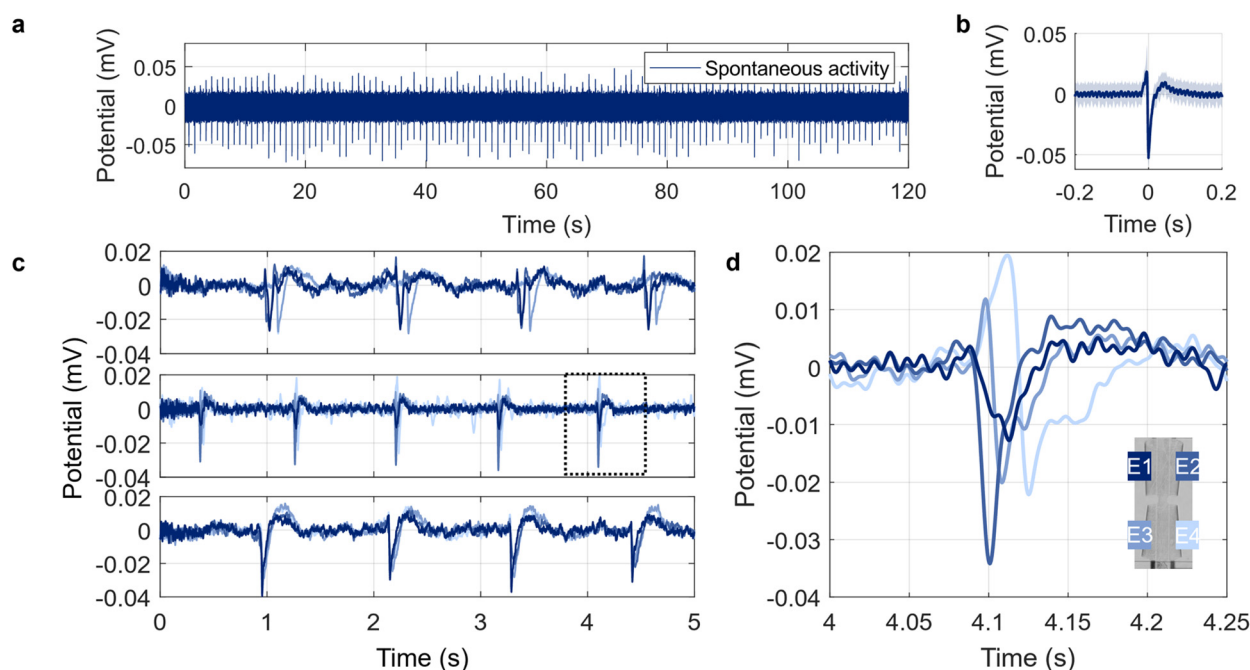 a
Potential (mV)
0.05
0
-0.05
Spontaneous activity
0 20 40 60 80 100 120
Time (s)
b
Potential (mV)
0.05
0
-0.05
-0.2 0 0.2
Time (s)
c
Potential (mV)
0.02
0
-0.02
-0.04
0.02
0
-0.02
-0.04
0.02
0
-0.02
-0.04
0 1 2 3 4 5
Time (s)
d
Potential (mV)
0.02
0.01
0
-0.01
-0.02
-0.03
-0.04
E1 E2
E3 E4
4 4.05 4.1 4.15 4.2 4.25
Time (s)